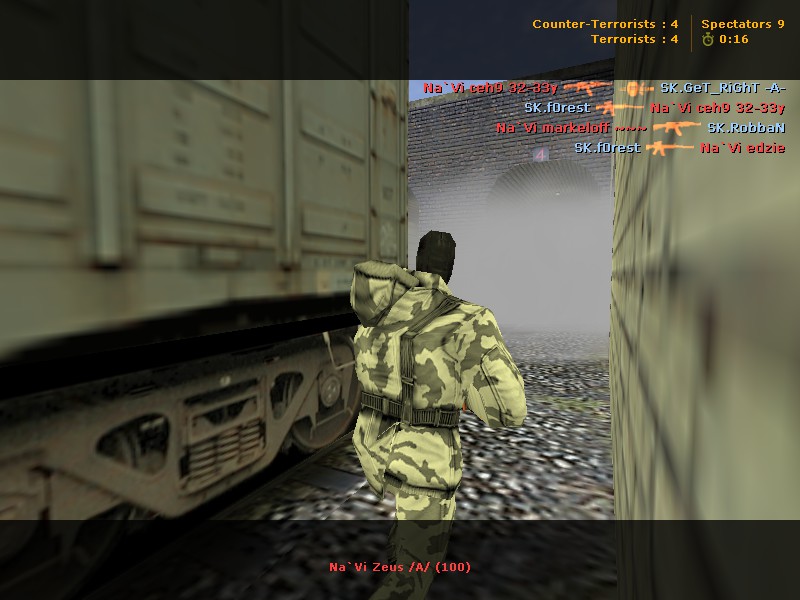 Counter-Terrorists : 4
Terrorists : 4
Spectators 9
0:16
Na`Vi ceh9 32-33y SK.GeT_RiGhT -A-
SK.f0rest Na`Vi ceh9 32-33y
Na`Vi markeloff ~~~ SK.RobbaN
SK.f0rest Na`Vi edzie
4
Na`Vi Zeus /A/ (100)